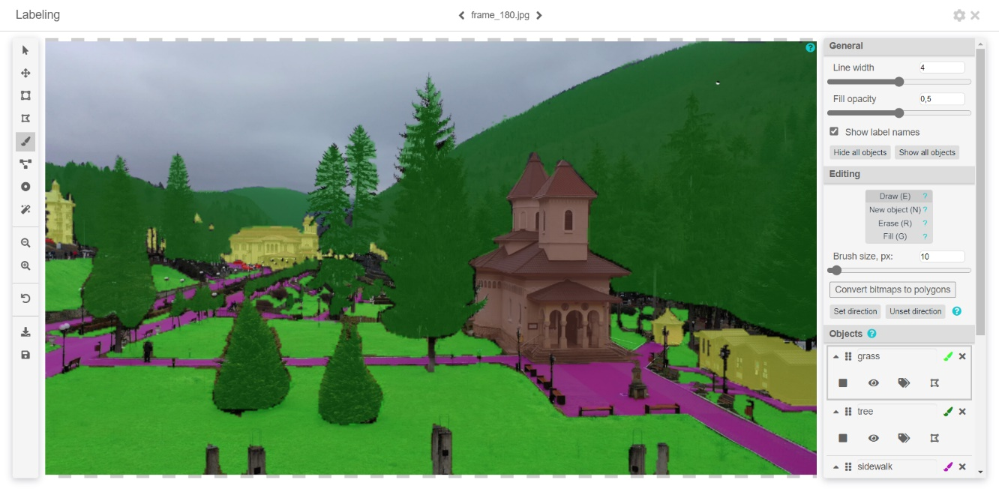 Labeling
frame_180.jpg
?
General
Line width 4
Fill opacity 0,5
Show label names
Hide all objects Show all objects
Editing
Draw (E) ?
New object (N) ?
Erase (R) ?
Fill (G) ?
Brush size, px: 10
Convert bitmaps to polygons
Set direction Unset direction ?
Objects ?
grass
tree
sidewalk